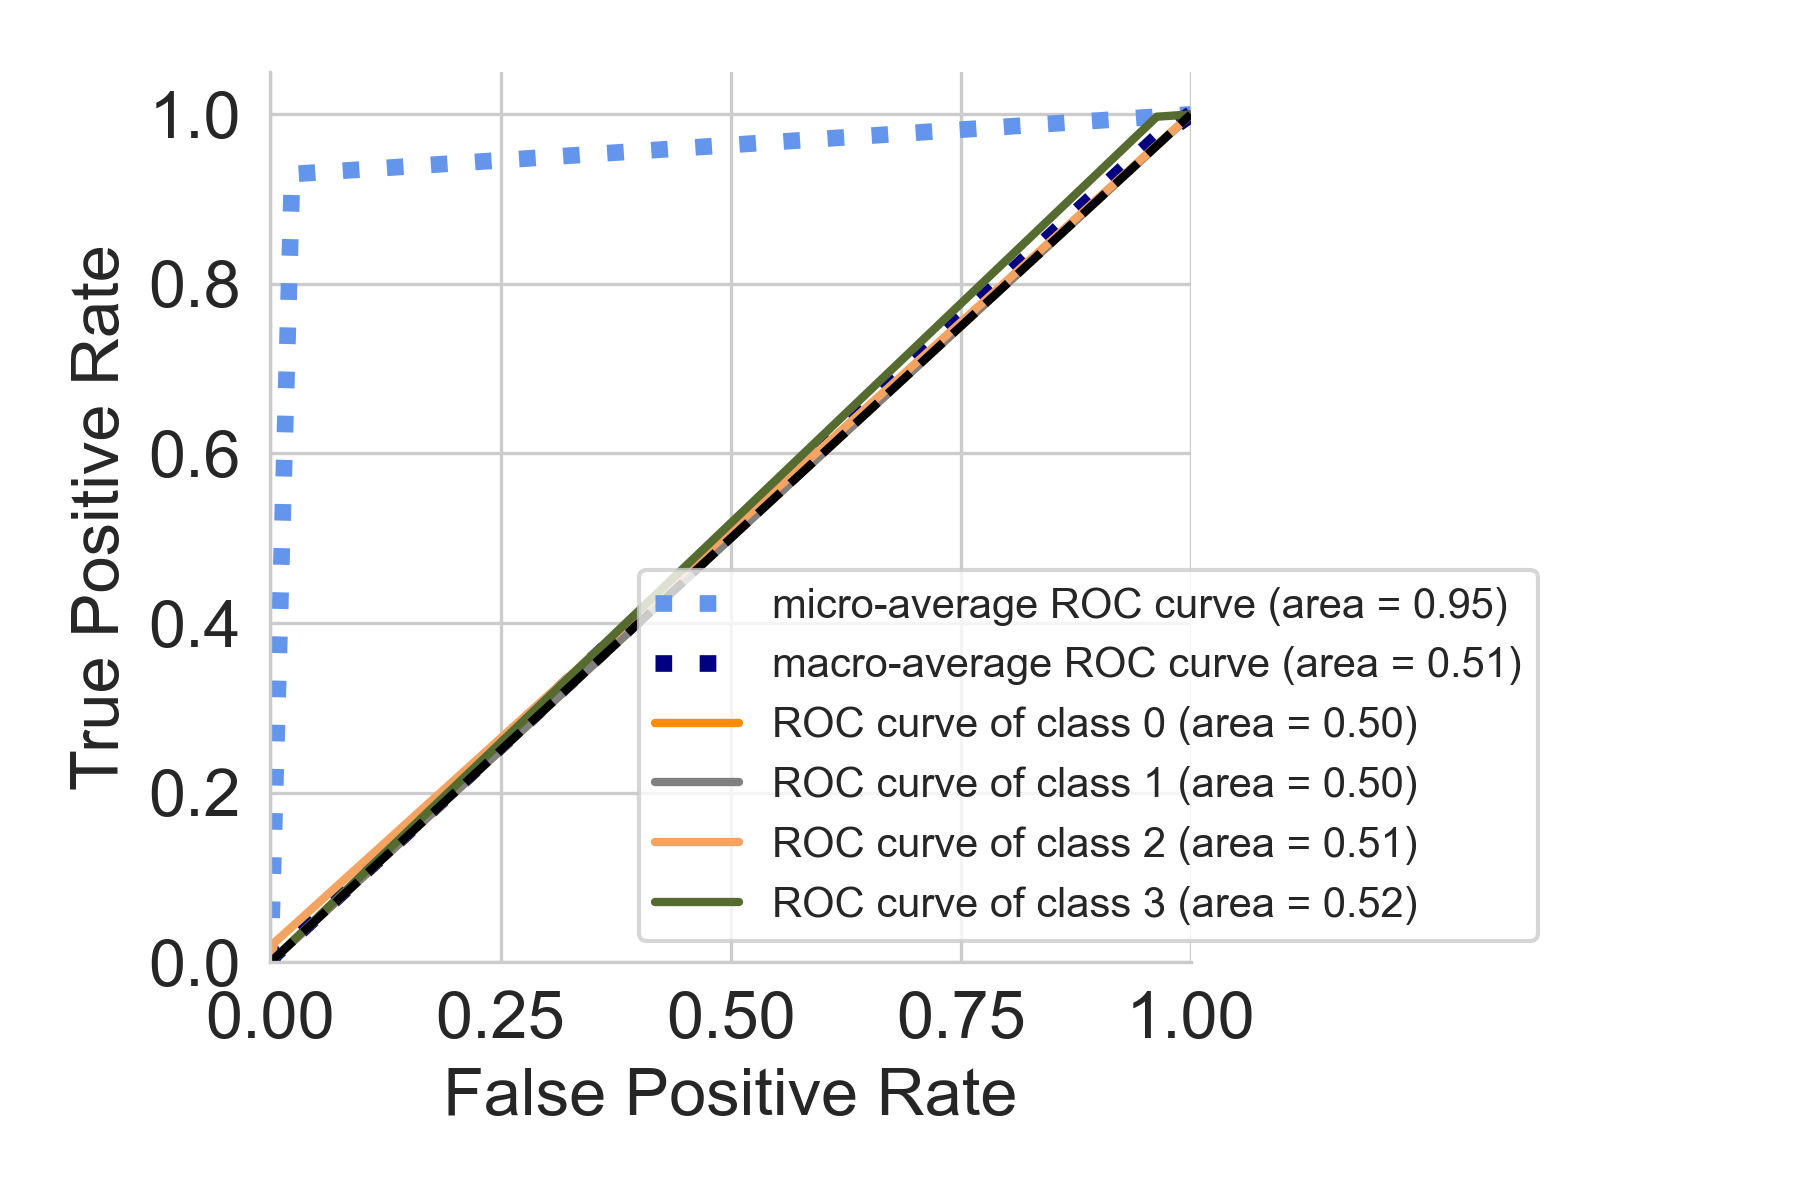 True Positive Rate
1.0
0.8
0.6
0.4
0.2
0.0
0.00 0.25 0.50 0.75 1.00
False Positive Rate
micro-average ROC curve (area = 0.95)
macro-average ROC curve (area = 0.51)
ROC curve of class 0 (area = 0.50)
ROC curve of class 1 (area = 0.50)
ROC curve of class 2 (area = 0.51)
ROC curve of class 3 (area = 0.52)